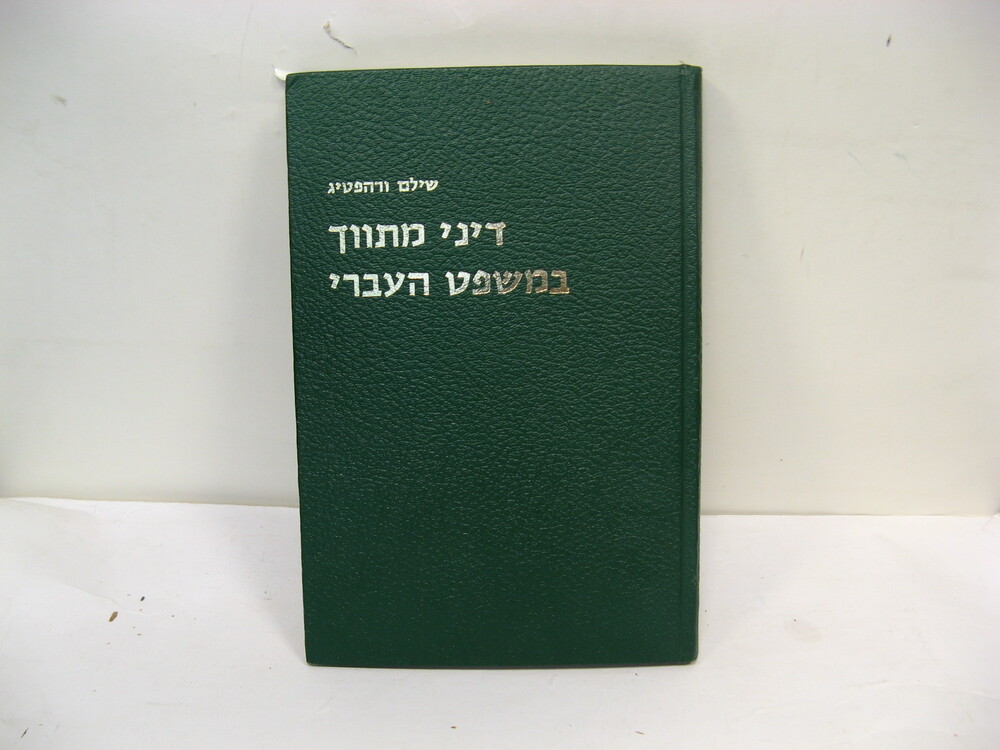 שילם ורהפטיג
דיני מתווך
במשפט העברי